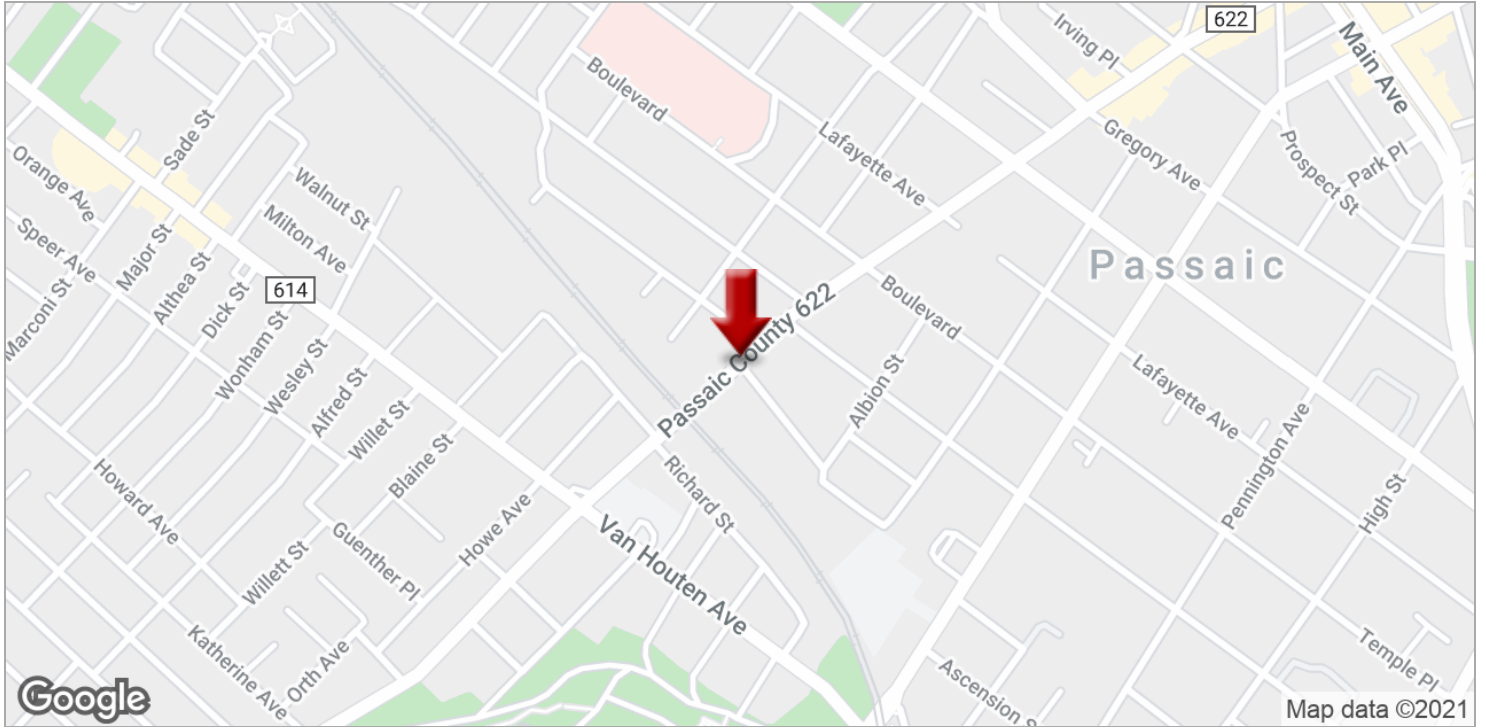 622
Irving Pl
Main Ave
Boulevard
Sade St
Lafayette Ave
Gregory Ave
Prospect St
Park Pl
Orange Ave
Walnut St
Milton Ave
Speer Ave
Major St
Althea St
Passaic
Marconi St
Dick St
614
Wonham St
Wesley St
Alfred St
Willet St
Blaine St
Passaic County 622
Boulevard
Albion St
Lafayette Ave
Pennington Ave
High St
Howard Ave
Richard St
Howe Ave
Guenther Pl
Willett St
Van Houten Ave
Katherine Ave
Orth Ave
Ascension S
Temple Pl
Google
Map data ©2021